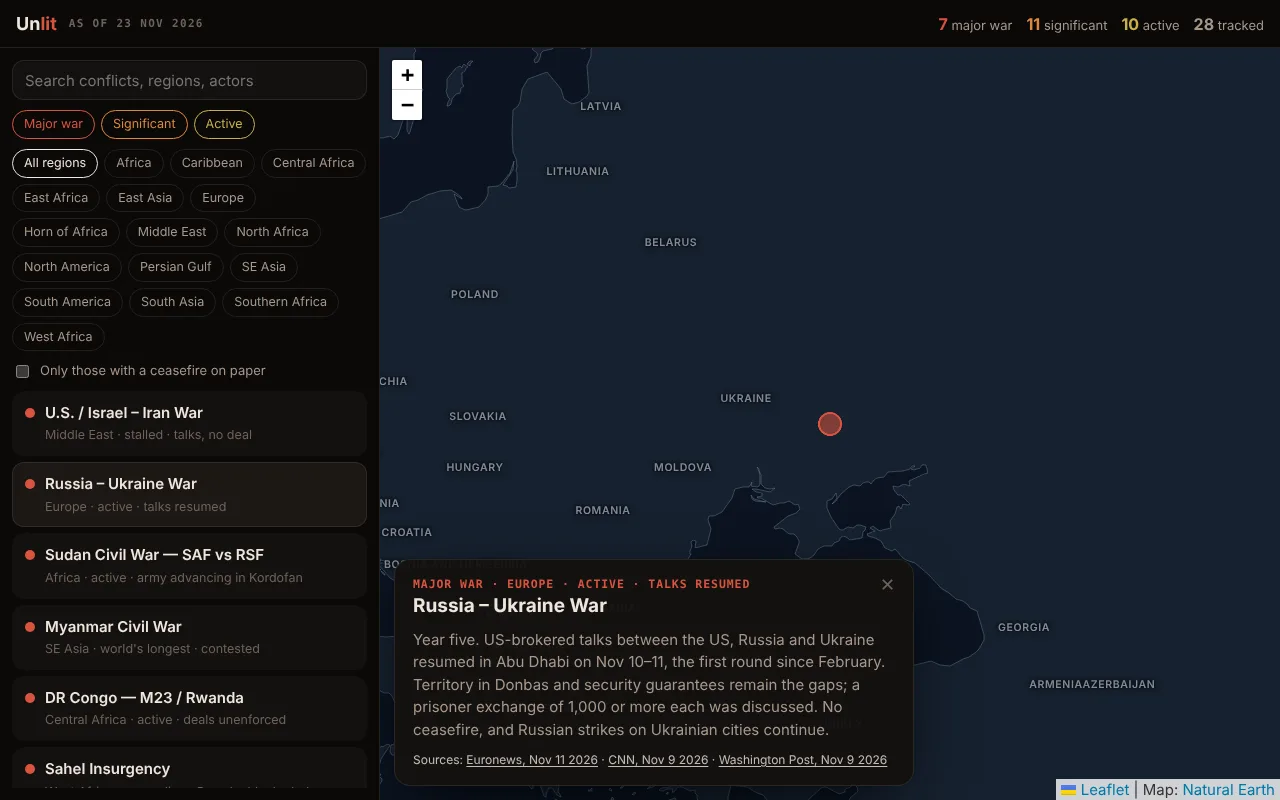 Unlit AS OF 23 NOV 2026
7 major war 11 significant 10 active 28 tracked
Search conflicts, regions, actors
Major war Significant Active
All regions Africa Caribbean Central Africa
East Africa East Asia Europe
Horn of Africa Middle East North Africa
North America Persian Gulf SE Asia
South America South Asia Southern Africa
West Africa
Only those with a ceasefire on paper
U.S. / Israel – Iran War
Middle East · stalled · talks, no deal
Russia – Ukraine War
Europe · active · talks resumed
Sudan Civil War — SAF vs RSF
Africa · active · army advancing in Kordofan
Myanmar Civil War
SE Asia · world's longest · contested
DR Congo — M23 / Rwanda
Central Africa · active · deals unenforced
Sahel Insurgency
+
−
LATVIA
LITHUANIA
BELARUS
POLAND
CHIA
UKRAINE
SLOVAKIA
HUNGARY
MOLDOVA
NIA
ROMANIA
CROATIA
GEORGIA
ARMENIAAZERBAIJAN
MAJOR WAR · EUROPE · ACTIVE · TALKS RESUMED
×
Russia – Ukraine War
Year five. US-brokered talks between the US, Russia and Ukraine
resumed in Abu Dhabi on Nov 10–11, the first round since February.
Territory in Donbas and security guarantees remain the gaps; a
prisoner exchange of 1,000 or more each was discussed. No
ceasefire, and Russian strikes on Ukrainian cities continue.
Sources: Euronews, Nov 11 2026 · CNN, Nov 9 2026 · Washington Post, Nov 9 2026
Leaflet | Map: Natural Earth